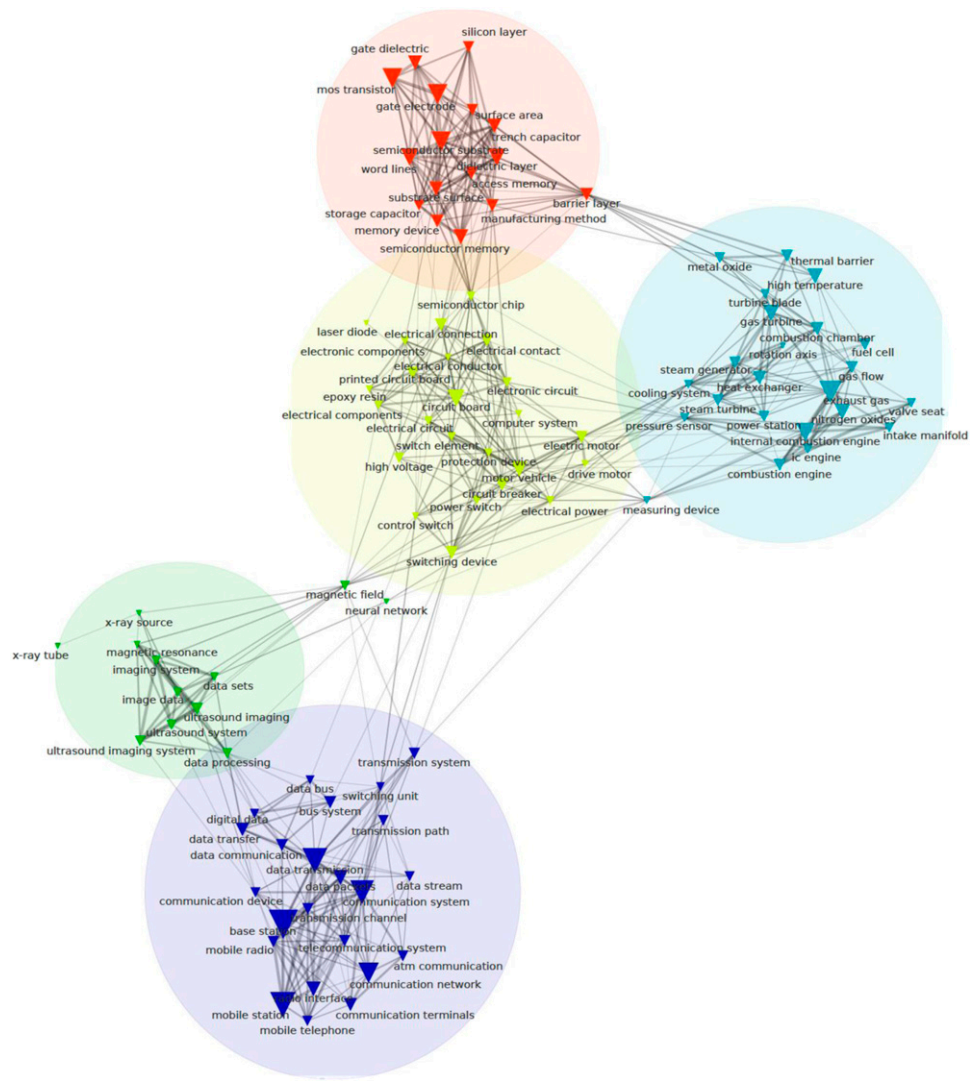 silicon layer
gate dielectric
mos transistor
gate electrode
surface area
trench capacitor
semiconductor substrate
dielectric layer
word lines
access memory
substrate surface
barrier layer
storage capacitor
manufacturing method
memory device
semiconductor memory
thermal barrier
metal oxide
high temperature
turbine blade
gas turbine
combustion chamber
fuel cell
rotation axis
steam generator
gas flow
heat exchanger
cooling system
exhaust gas
steam turbine
nitrogen oxides
valve seat
pressure sensor
power station
intake manifold
internal combustion engine
ic engine
combustion engine
measuring device
semiconductor chip
laser diode
electrical connection
electronic components
electrical contact
electrical conductor
printed circuit board
electronic circuit
epoxy resin
circuit board
electrical components
computer system
electrical circuit
switch element
electric motor
protection device
high voltage
drive motor
motor vehicle
circuit breaker
power switch
electrical power
control switch
switching device
magnetic field
neural network
x-ray source
x-ray tube
magnetic resonance
imaging system
data sets
image data
ultrasound imaging
ultrasound system
ultrasound imaging system
data processing
transmission system
data bus
switching unit
bus system
digital data
transmission path
data transfer
data communication
data transmission
data packets
data stream
communication device
communication system
transmission channel
base station
telecommunication system
mobile radio
atm communication
communication network
interface
mobile station
communication terminals
mobile telephone